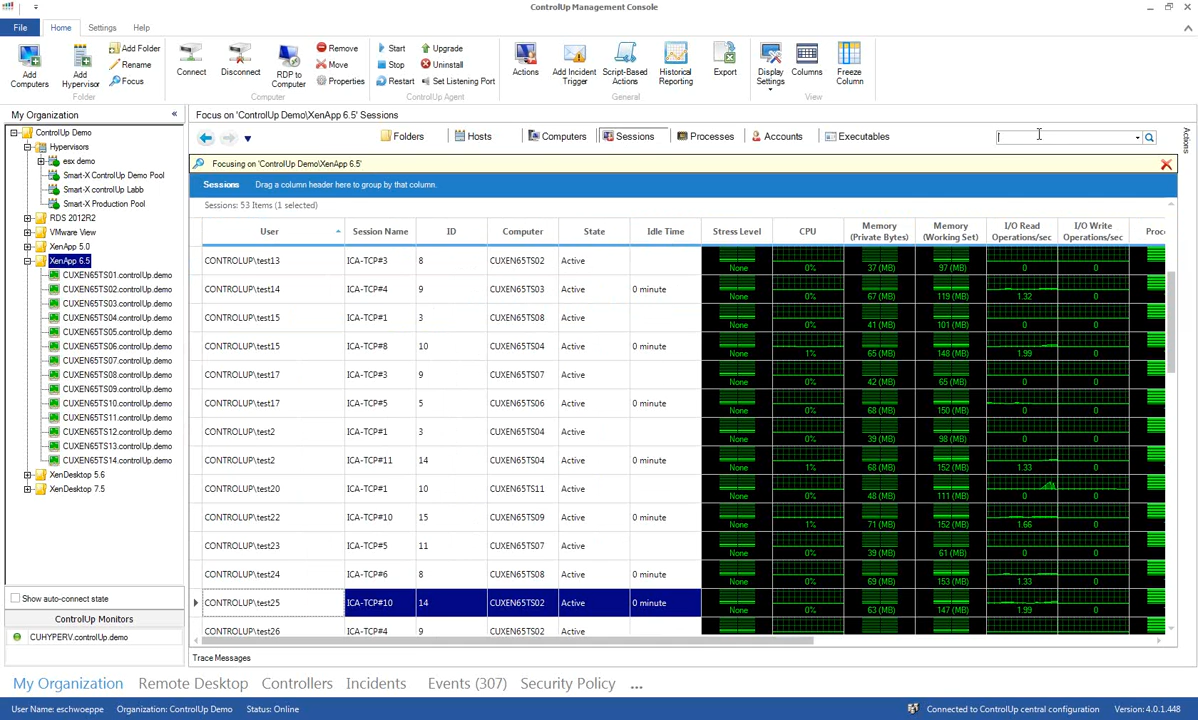 ControlUp Management Console
File Home Settings Help
Add Computers
Add Hypervisor
Add Folder
Rename
Focus
Folder
Connect
Disconnect
RDP to Computer
Remove
Move
Properties
Computer
Start
Stop
Restart
Upgrade
Uninstall
Set Listening Port
ControlUp Agent
Actions
Add Incident Trigger
Script-Based Actions
Historical Reporting
General
Export
Display Settings
Columns
Freeze Column
View
My Organization
ControlUp Demo
Hypervisors
esx demo
Smart-X ControlUp Demo Pool
Smart-X controlUp Labb
Smart-X Production Pool
RDS 2012R2
VMware View
XenApp 5.0
XenApp 6.5
CUXEN65TS01.controlUp.demo
CUXEN65TS02.controlUp.demo
CUXEN65TS03.controlUp.demo
CUXEN65TS04.controlUp.demo
CUXEN65TS05.controlUp.demo
CUXEN65TS06.controlUp.demo
CUXEN65TS07.controlUp.demo
CUXEN65TS08.controlUp.demo
CUXEN65TS09.controlUp.demo
CUXEN65TS10.controlUp.demo
CUXEN65TS11.controlUp.demo
CUXEN65TS12.controlUp.demo
CUXEN65TS13.controlUp.demo
CUXEN65TS14.controlUp.demo
XenDesktop 5.6
XenDesktop 7.5
Show auto-connect state
ControlUp Monitors
CUHYPERV.controlUp.demo
Focus on 'ControlUp Demo\XenApp 6.5' Sessions
Folders Hosts Computers Sessions Processes Accounts Executables
Actions
Focusing on 'ControlUp Demo\XenApp 6.5'
Sessions Drag a column header here to group by that column.
Sessions: 53 Items (1 selected)
User Session Name ID Computer State Idle Time Stress Level CPU Memory (Private Bytes) Memory (Working Set) I/O Read Operations/sec I/O Write Operations/sec Proc
CONTROLUP\test13 ICA-TCP#3 8 CUXEN65TS02 Active None 0% 37 (MB) 97 (MB) 0 0
CONTROLUP\test14 ICA-TCP#4 9 CUXEN65TS03 Active 0 minute None 0% 67 (MB) 119 (MB) 1.32 0
CONTROLUP\test15 ICA-TCP#1 3 CUXEN65TS08 Active None 0% 41 (MB) 101 (MB) 0 0
CONTROLUP\test15 ICA-TCP#8 10 CUXEN65TS04 Active 0 minute None 1% 65 (MB) 148 (MB) 1.99 0
CONTROLUP\test17 ICA-TCP#3 9 CUXEN65TS07 Active None 0% 42 (MB) 65 (MB) 0 0
CONTROLUP\test17 ICA-TCP#5 5 CUXEN65TS06 Active 0 minute None 0% 68 (MB) 150 (MB) 0 0
CONTROLUP\test2 ICA-TCP#1 3 CUXEN65TS04 Active None 0% 39 (MB) 98 (MB) 0 0
CONTROLUP\test2 ICA-TCP#11 14 CUXEN65TS04 Active 0 minute None 1% 68 (MB) 152 (MB) 1.33 0
CONTROLUP\test20 ICA-TCP#1 10 CUXEN65TS11 Active None 0% 48 (MB) 111 (MB) 0 0
CONTROLUP\test22 ICA-TCP#10 15 CUXEN65TS09 Active 0 minute None 1% 71 (MB) 152 (MB) 1.66 0
CONTROLUP\test23 ICA-TCP#5 11 CUXEN65TS07 Active None 0% 39 (MB) 61 (MB) 0 0
CONTROLUP\test24 ICA-TCP#6 8 CUXEN65TS08 Active 0 minute None 0% 69 (MB) 153 (MB) 1.33 0
CONTROLUP\test25 ICA-TCP#10 14 CUXEN65TS02 Active 0 minute None 0% 63 (MB) 147 (MB) 1.99 0
CONTROLUP\test26 ICA-TCP#4 9 CUXEN65TS02 Active 0 minute
Trace Messages
My Organization Remote Desktop Controllers Incidents Events (307) Security Policy ...
User Name: eschwoeppe Organization: ControlUp Demo Status: Online Connected to ControlUp central configuration Version: 4.0.1.448